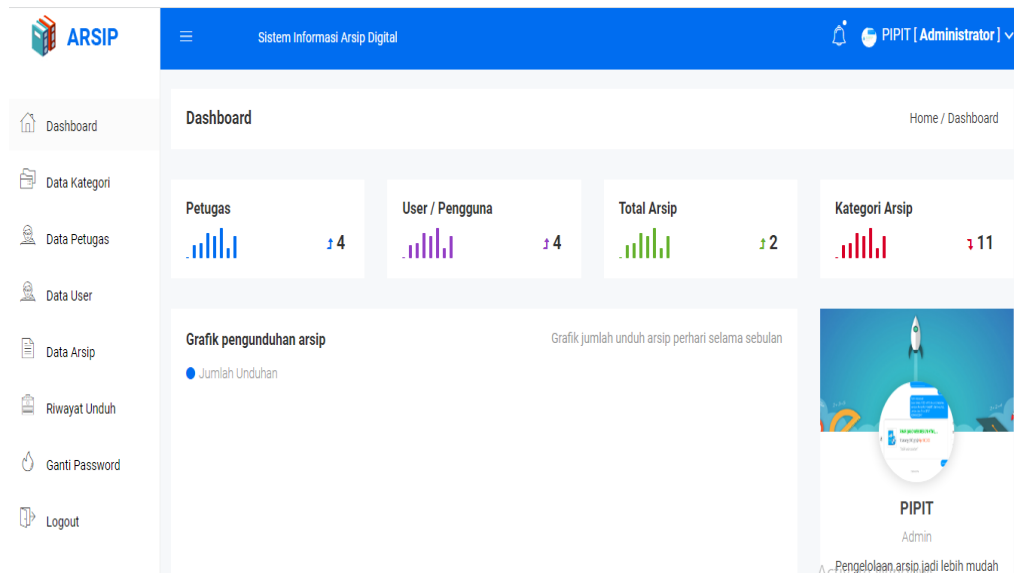 ARSIP
Sistem Informasi Arsip Digital
PIPIT [ Administrator ]
Dashboard
Data Kategori
Data Petugas
Data User
Data Arsip
Riwayat Unduh
Ganti Password
Logout
Dashboard
Home / Dashboard
Petugas
4
User / Pengguna
4
Total Arsip
2
Kategori Arsip
11
Grafik pengunduhan arsip
Grafik jumlah unduh arsip perhari selama sebulan
Jumlah Unduhan
PIPIT
Admin
Pengelolaan arsip jadi lebih mudah